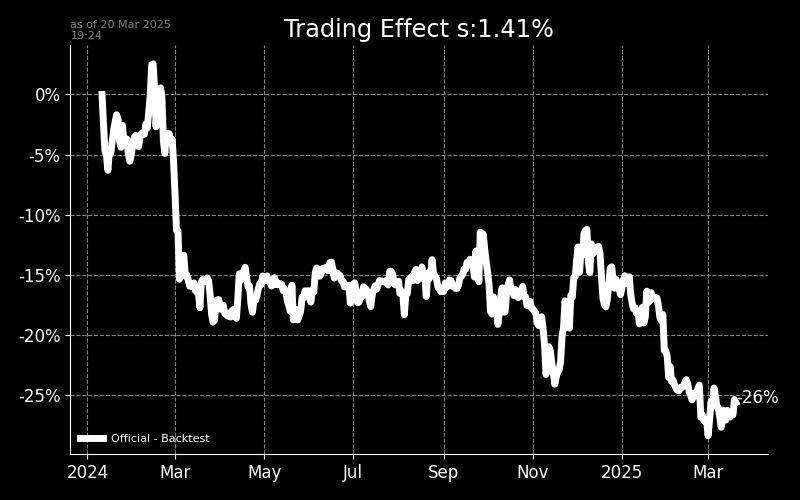 as of 20 Mar 2025
19:24
Trading Effect s:1.41%
0%
-5%
-10%
-15%
-20%
-25%
-26%
Official - Backtest
2024 Mar May Jul Sep Nov 2025 Mar